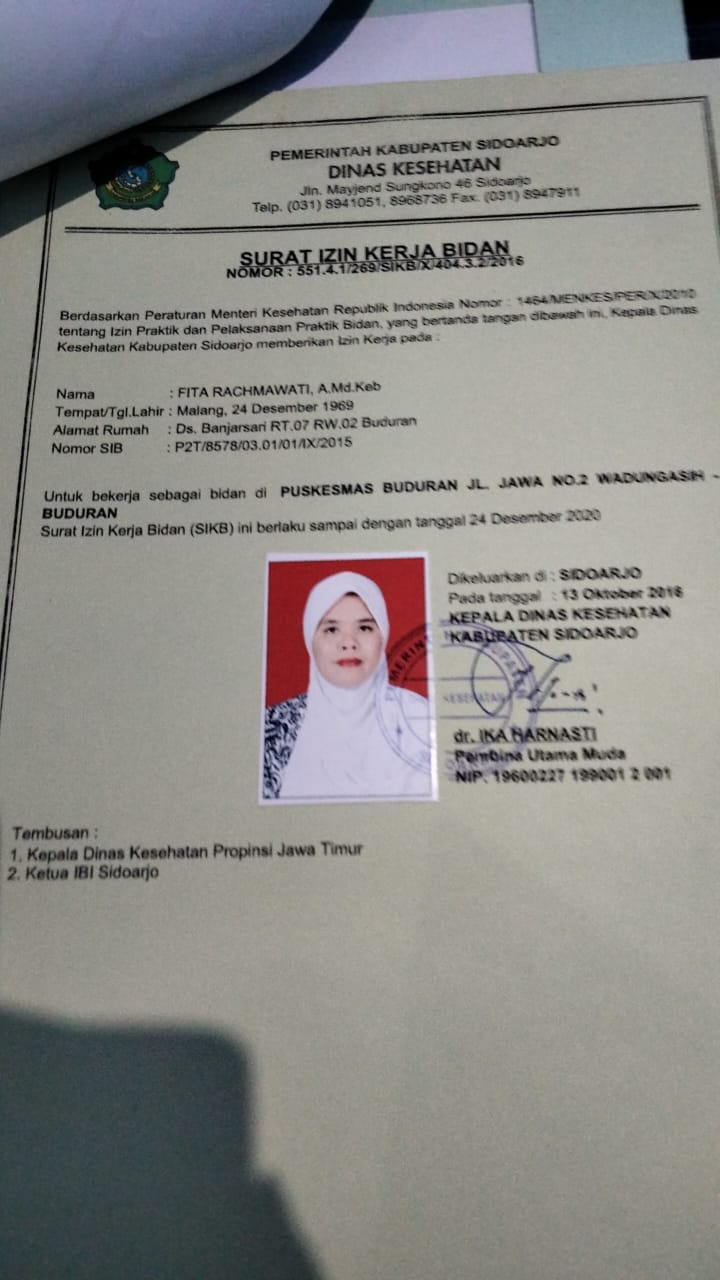 PEMERINTAH KABUPATEN SIDOARJO
DINAS KESEHATAN
Jln. Mayjend Sungkono 46 Sidoarjo
Telp. (031) 8941051, 8968736 Fax. (031) 8947911
SURAT IZIN KERJA BIDAN
NOMOR : 551.4.1/269/SIKB/X/404.3.2/2016
Berdasarkan Peraturan Menteri Kesehatan Republik Indonesia Nomor : 1464/MENKES/PER/X/2010
tentang Izin Praktik dan Pelaksanaan Praktik Bidan, yang bertanda tangan dibawah ini, Kepala Dinas
Kesehatan Kabupaten Sidoarjo memberikan Izin Kerja pada :
Nama : FITA RACHMAWATI, A.Md.Keb
Tempat/Tgl.Lahir : Malang, 24 Desember 1969
Alamat Rumah : Ds. Banjarsari RT.07 RW.02 Buduran
Nomor SIB : P2T/8578/03.01/01/IX/2015
Untuk bekerja sebagai bidan di PUSKESMAS BUDURAN JL. JAWA NO.2 WADUNGASIH -
BUDURAN
Surat Izin Kerja Bidan (SIKB) ini berlaku sampai dengan tanggal 24 Desember 2020
Dikeluarkan di : SIDOARJO
Pada tanggal : 13 Oktober 2016
KEPALA DINAS KESEHATAN
KABUPATEN SIDOARJO
dr. IKA HARNASTI
Pembina Utama Muda
NIP. 19600227 199001 2 001
Tembusan :
1. Kepala Dinas Kesehatan Propinsi Jawa Timur
2. Ketua IBI Sidoarjo